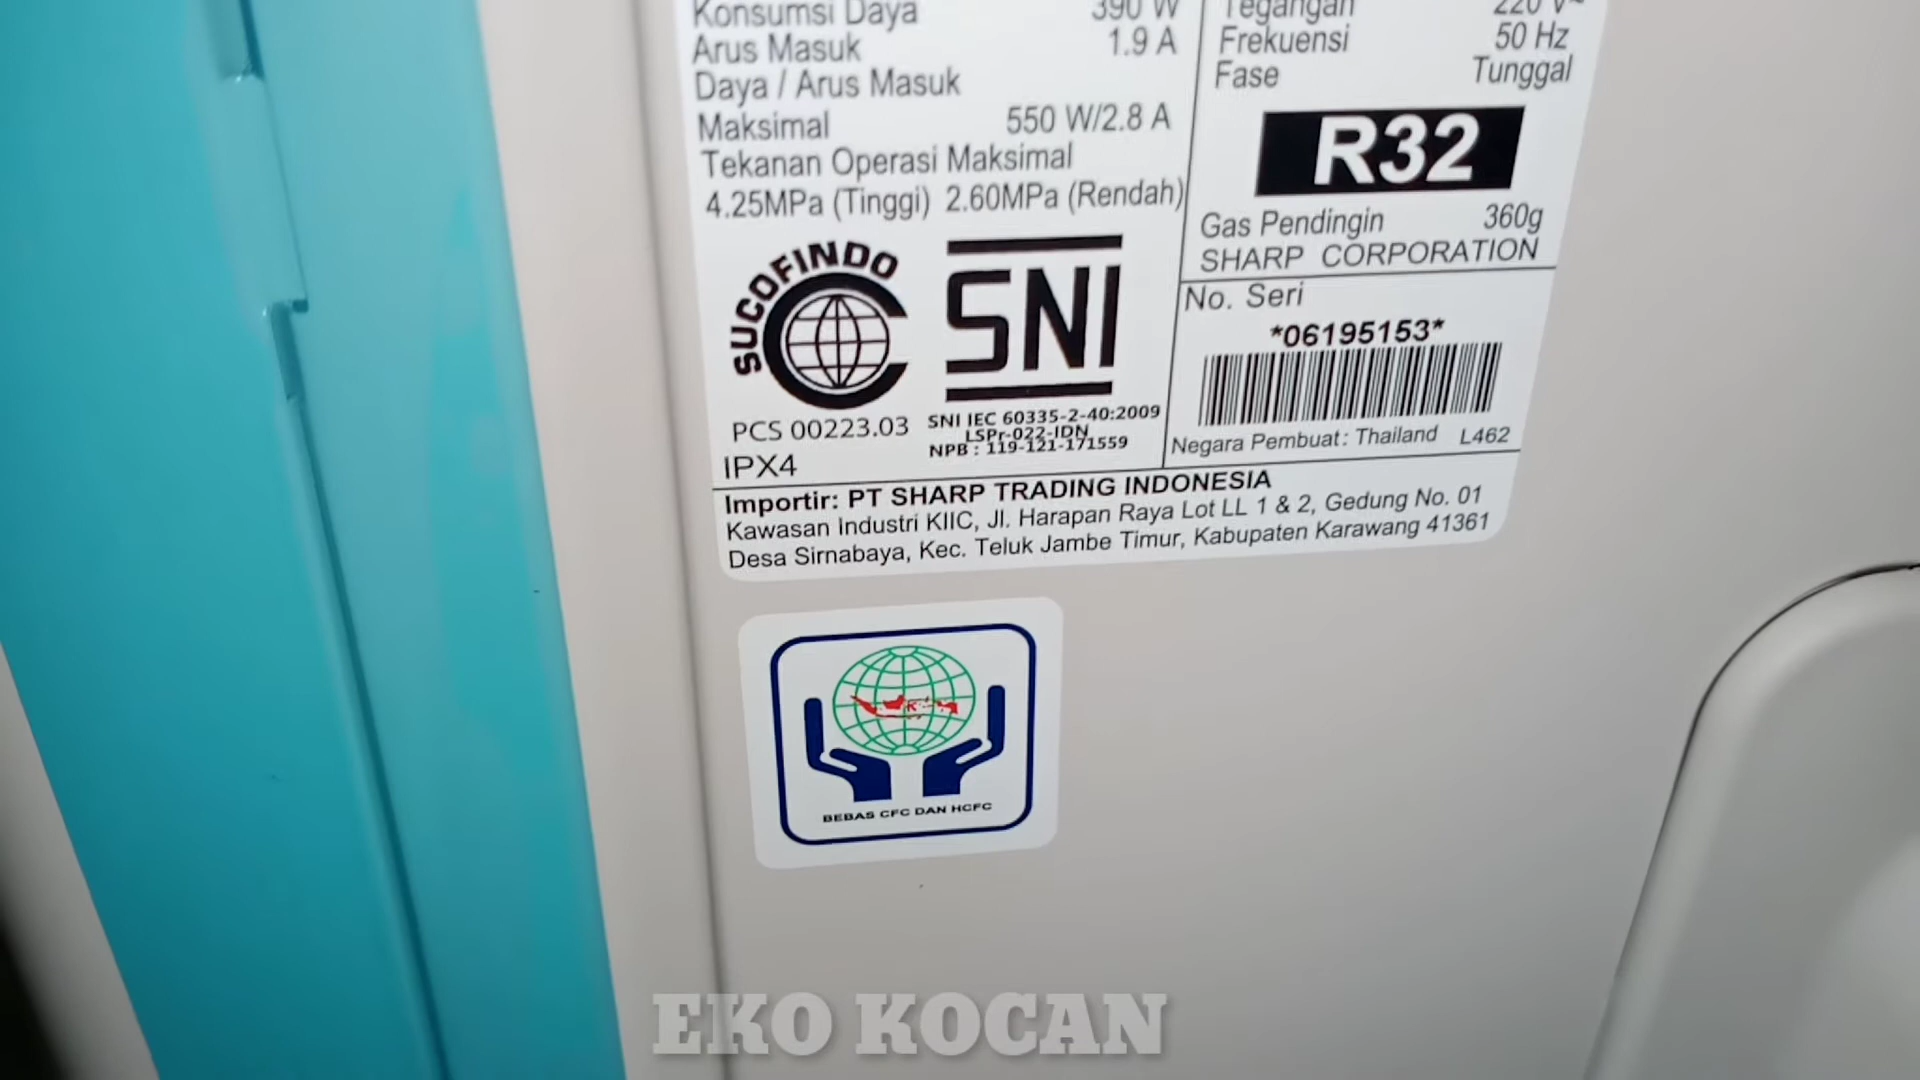 Konsumsi Daya 390 W
Arus Masuk 1.9 A
Daya / Arus Masuk
Maksimal 550 W/2.8 A
Tekanan Operasi Maksimal
4.25MPa (Tinggi) 2.60MPa (Rendah)
SUCOFINDO
SNI
PCS 00223.03
SNI IEC 60335-2-40:2009
LSPr-022-IDN
NPB : 119-121-171559
IPX4
Tegangan 220 V~
Frekuensi 50 Hz
Fase Tunggal
R32
Gas Pendingin 360g
SHARP CORPORATION
No. Seri
*06195153*
Negara Pembuat: Thailand L462
Importir: PT SHARP TRADING INDONESIA
Kawasan Industri KIIC, Jl. Harapan Raya Lot LL 1 & 2, Gedung No. 01
Desa Sirnabaya, Kec. Teluk Jambe Timur, Kabupaten Karawang 41361
BEBAS CFC DAN HCFC
EKO KOCAN